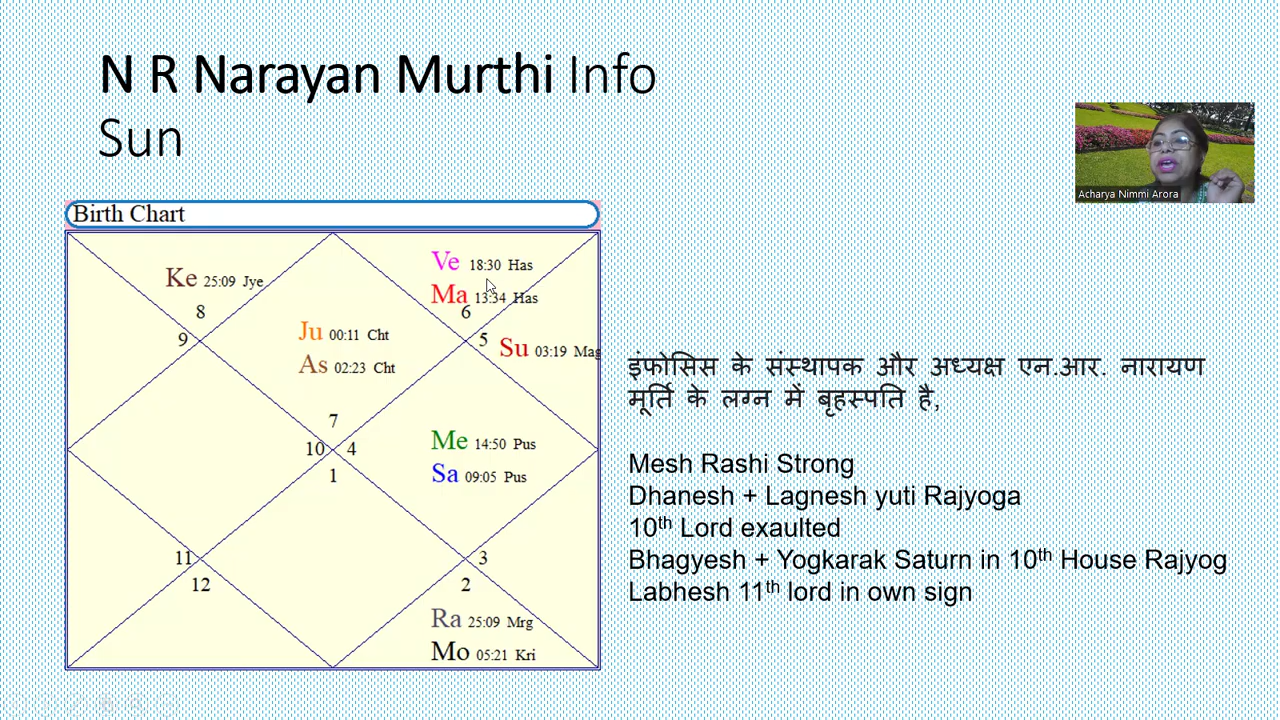 N R Narayan Murthi Info
Sun
Acharya Nimmi Arora
Birth Chart
Ke 25:09 Jye
Ve 18:30 Has
Ma 13:34 Has
8
6
Ju 00:11 Cht
9
5
Su 03:19 Mag
As 02:23 Cht
7
Me 14:50 Pus
10
4
1
Sa 09:05 Pus
11
3
12
2
Ra 25:09 Mrg
Mo 05:21 Kri
इंफोसिस के संस्थापक और अध्यक्ष एन.आर. नारायण
मूर्ति के लग्न में बृहस्पति है,
Mesh Rashi Strong
Dhanesh + Lagnesh yuti Rajyoga
10th Lord exaulted
Bhagyesh + Yogkarak Saturn in 10th House Rajyog
Labhesh 11th lord in own sign